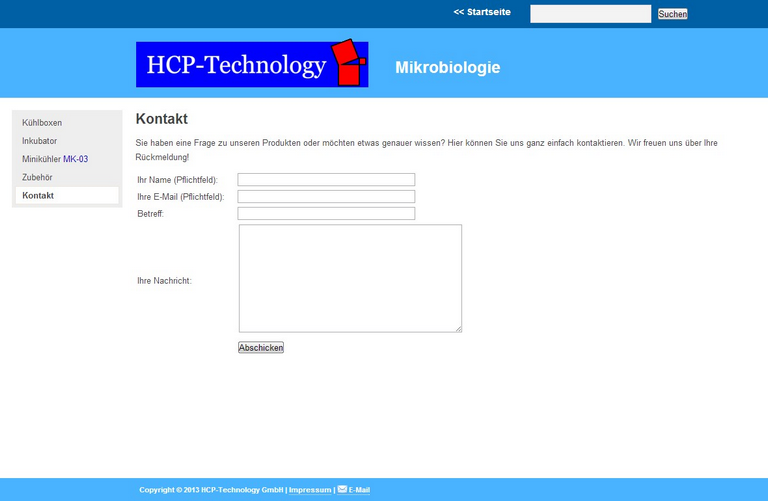 << Startseite
Suchen
HCP-Technology
Mikrobiologie
Kühlboxen
Inkubator
Minikühler MK-03
Zubehör
Kontakt
Kontakt
Sie haben eine Frage zu unseren Produkten oder möchten etwas genauer wissen? Hier können Sie uns ganz einfach kontaktieren. Wir freuen uns über Ihre
Rückmeldung!
Ihr Name (Pflichtfeld):
Ihre E-Mail (Pflichtfeld):
Betreff:
Ihre Nachricht:
Abschicken
Copyright © 2013 HCP-Technology GmbH | Impressum | E-Mail